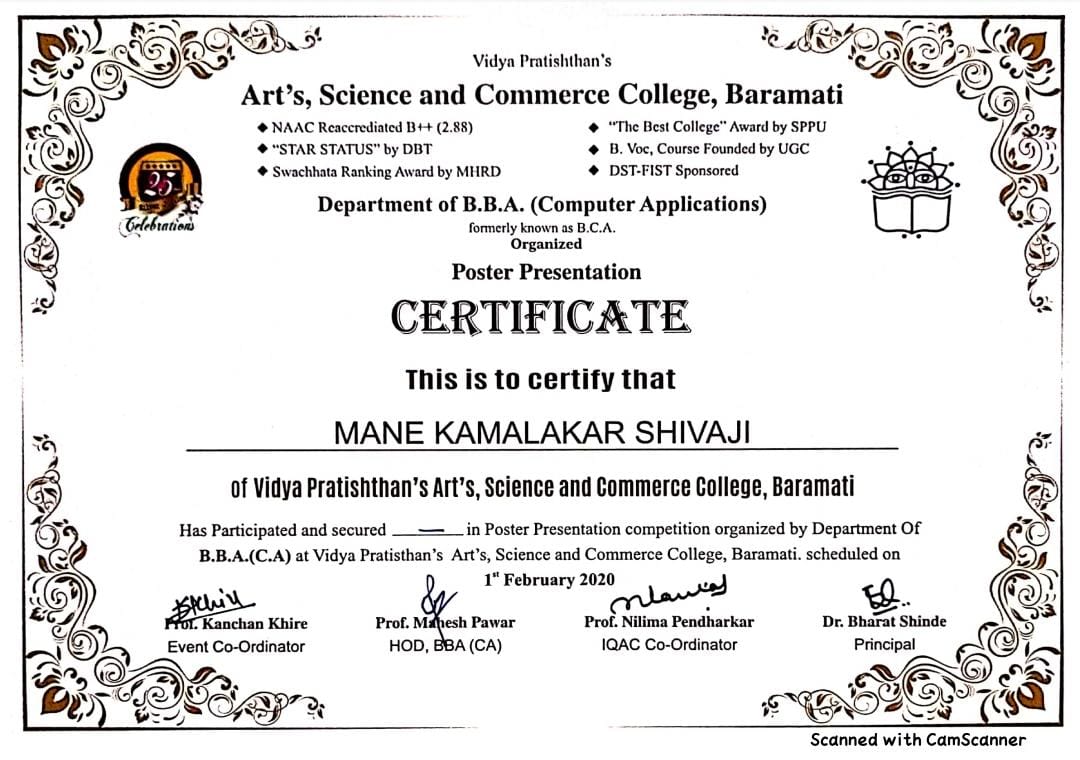 Vidya Pratishthan's
Art's, Science and Commerce College, Baramati
◆ NAAC Reaccrediated B++ (2.88)
◆ "STAR STATUS" by DBT
◆ Swachhata Ranking Award by MHRD
◆ "The Best College" Award by SPPU
◆ B. Voc, Course Founded by UGC
◆ DST-FIST Sponsored
25
Celebrations
Department of B.B.A. (Computer Applications)
formerly known as B.C.A.
Organized
Poster Presentation
CERTIFICATE
This is to certify that
MANE KAMALAKAR SHIVAJI
of Vidya Pratishthan's Art's, Science and Commerce College, Baramati
Has Participated and secured — in Poster Presentation competition organized by Department Of
B.B.A.(C.A) at Vidya Pratisthan's Art's, Science and Commerce College, Baramati. scheduled on
1st February 2020
Prof. Kanchan Khire
Event Co-Ordinator
Prof. Mahesh Pawar
HOD, BBA (CA)
Prof. Nilima Pendharkar
IQAC Co-Ordinator
Dr. Bharat Shinde
Principal
Scanned with CamScanner